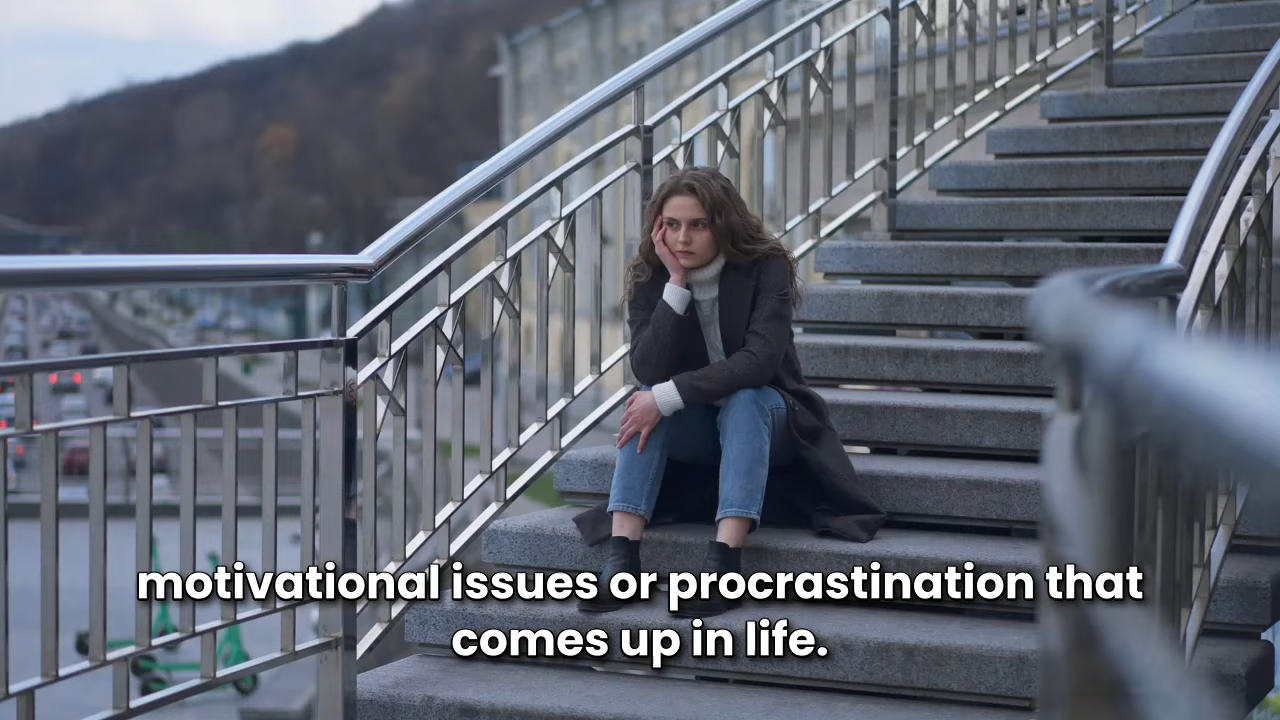 motivational issues or procrastination that
comes up in life.